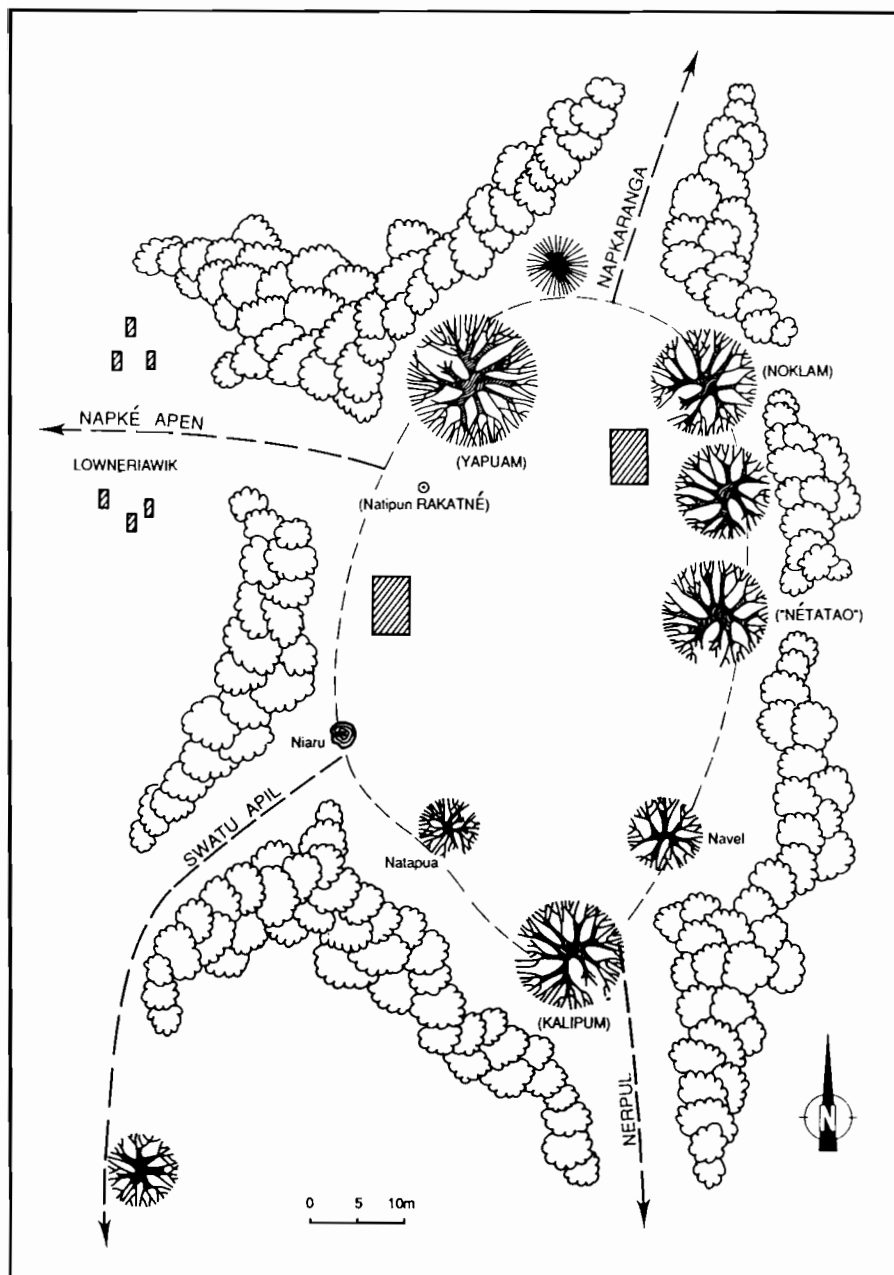 NAPKARANGA
(NOKLAM)
NAPKÉ APEN
(YAPUAM)
LOWNERIAWIK
(Natipun RAKATNÉ)
("NÉTATAO")
Niaru
SWATU APIL
Navel
Natapua
(KALIPUM)
NERPUL
N
0 5 10m